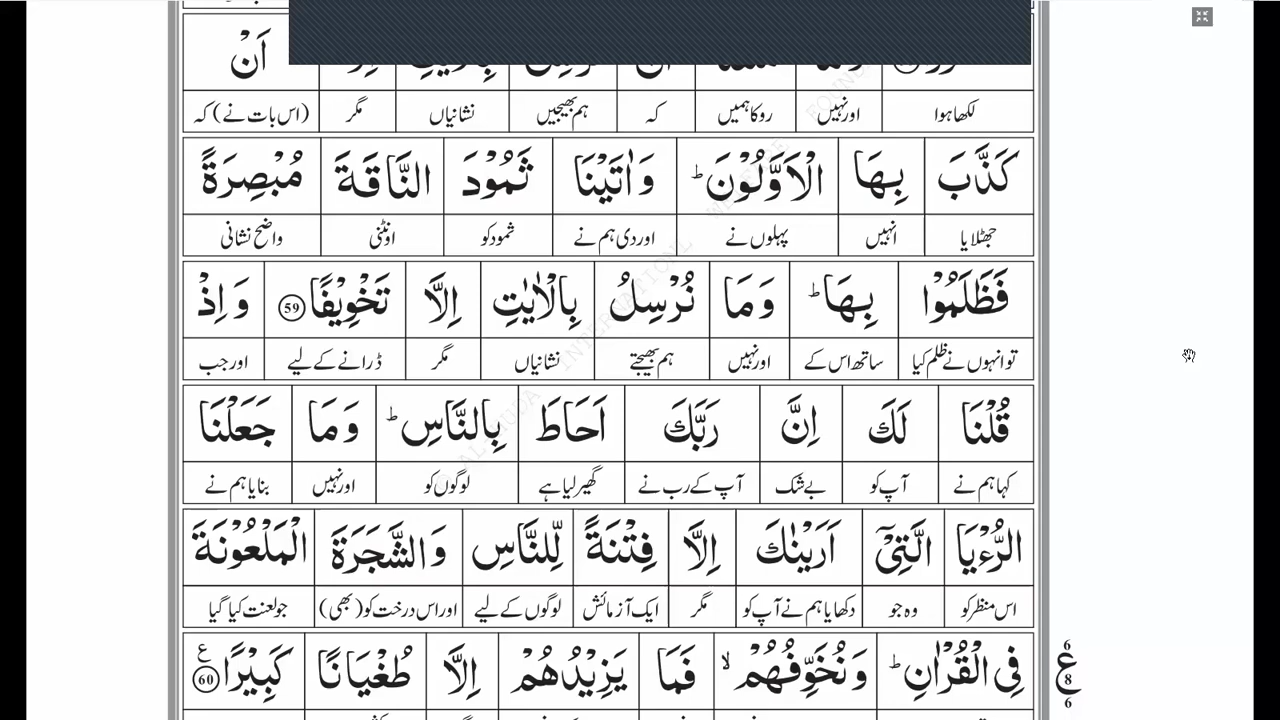 اَنْ
لکھا ہوا اور نہیں روکا ہمیں کہ ہم بھیجیں نشانیاں مگر (اس بات نے) کہ
كَذَّبَ بِهَا الْاَوَّلُوْنَ ؕ وَاٰتَيْنَا ثَمُوْدَ النَّاقَةَ مُبْصِرَةً
جھٹلایا انہیں پہلوں نے اور دی ہم نے ثمود کو اونٹنی واضح نشانی
فَظَلَمُوْا بِهَا ؕ وَمَا نُرْسِلُ بِالْاٰيٰتِ اِلَّا تَخْوِيْفًا 59 وَاِذْ
تو انہوں نے ظلم کیا ساتھ اس کے اور نہیں ہم بھیجتے نشانیاں مگر ڈرانے کے لیے اور جب
قُلْنَا لَكَ اِنَّ رَبَّكَ اَحَاطَ بِالنَّاسِ ؕ وَمَا جَعَلْنَا
کہا ہم نے آپ کو بے شک آپ کے رب نے گھیر لیا ہے لوگوں کو اور نہیں بنایا ہم نے
الرُّءْيَا الَّتِيْٓ اَرَيْنٰكَ اِلَّا فِتْنَةً لِّلنَّاسِ وَالشَّجَرَةَ الْمَلْعُوْنَةَ
اس منظر کو وہ جو دکھایا ہم نے آپ کو مگر ایک آزمائش لوگوں کے لیے اور اس درخت کو (بھی) جو لعنت کیا گیا
فِي الْقُرْاٰنِ ؕ وَنُخَوِّفُهُمْ ۙ فَمَا يَزِيْدُهُمْ اِلَّا طُغْيَانًا كَبِيْرًا ع 60
6 ع 8 6